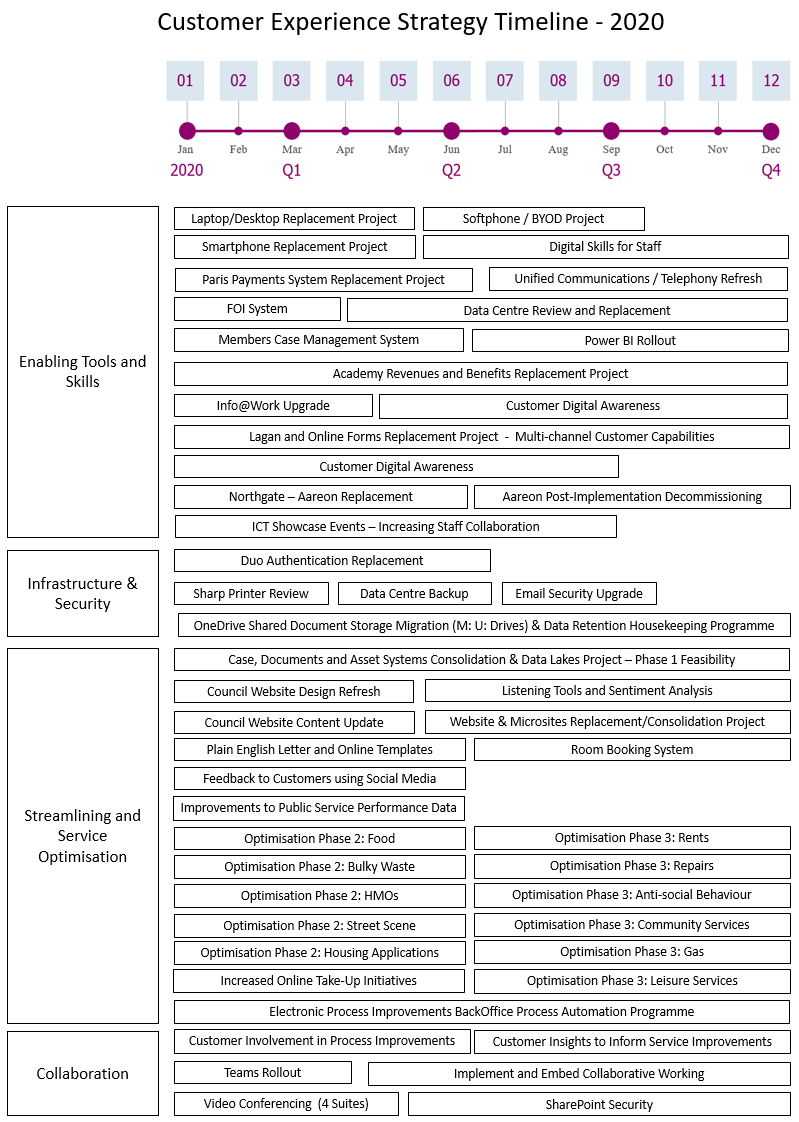 Customer Experience Strategy Timeline - 2020
01 02 03 04 05 06 07 08 09 10 11 12
Jan Feb Mar Apr May Jun Jul Aug Sep Oct Nov Dec
2020 Q1 Q2 Q3 Q4
Enabling Tools and
Skills
Laptop/Desktop Replacement Project
Softphone / BYOD Project
Smartphone Replacement Project
Digital Skills for Staff
Paris Payments System Replacement Project
Unified Communications / Telephony Refresh
FOI System
Data Centre Review and Replacement
Members Case Management System
Power BI Rollout
Academy Revenues and Benefits Replacement Project
Info@Work Upgrade
Customer Digital Awareness
Lagan and Online Forms Replacement Project - Multi-channel Customer Capabilities
Customer Digital Awareness
Northgate – Aareon Replacement
Aareon Post-Implementation Decommissioning
ICT Showcase Events – Increasing Staff Collaboration
Infrastructure &
Security
Duo Authentication Replacement
Sharp Printer Review
Data Centre Backup
Email Security Upgrade
OneDrive Shared Document Storage Migration (M: U: Drives) & Data Retention Housekeeping Programme
Streamlining and
Service
Optimisation
Case, Documents and Asset Systems Consolidation & Data Lakes Project – Phase 1 Feasibility
Council Website Design Refresh
Listening Tools and Sentiment Analysis
Council Website Content Update
Website & Microsites Replacement/Consolidation Project
Plain English Letter and Online Templates
Room Booking System
Feedback to Customers using Social Media
Improvements to Public Service Performance Data
Optimisation Phase 2: Food
Optimisation Phase 3: Rents
Optimisation Phase 2: Bulky Waste
Optimisation Phase 3: Repairs
Optimisation Phase 2: HMOs
Optimisation Phase 3: Anti-social Behaviour
Optimisation Phase 2: Street Scene
Optimisation Phase 3: Community Services
Optimisation Phase 2: Housing Applications
Optimisation Phase 3: Gas
Increased Online Take-Up Initiatives
Optimisation Phase 3: Leisure Services
Electronic Process Improvements BackOffice Process Automation Programme
Collaboration
Customer Involvement in Process Improvements
Customer Insights to Inform Service Improvements
Teams Rollout
Implement and Embed Collaborative Working
Video Conferencing (4 Suites)
SharePoint Security